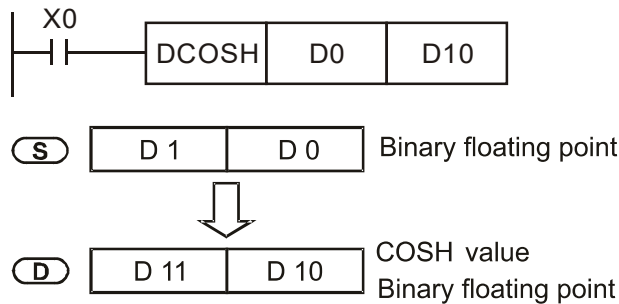 X0
DCOSH D0 D10
S D 1 D 0 Binary floating point
D D 11 D 10 COSH value
Binary floating point